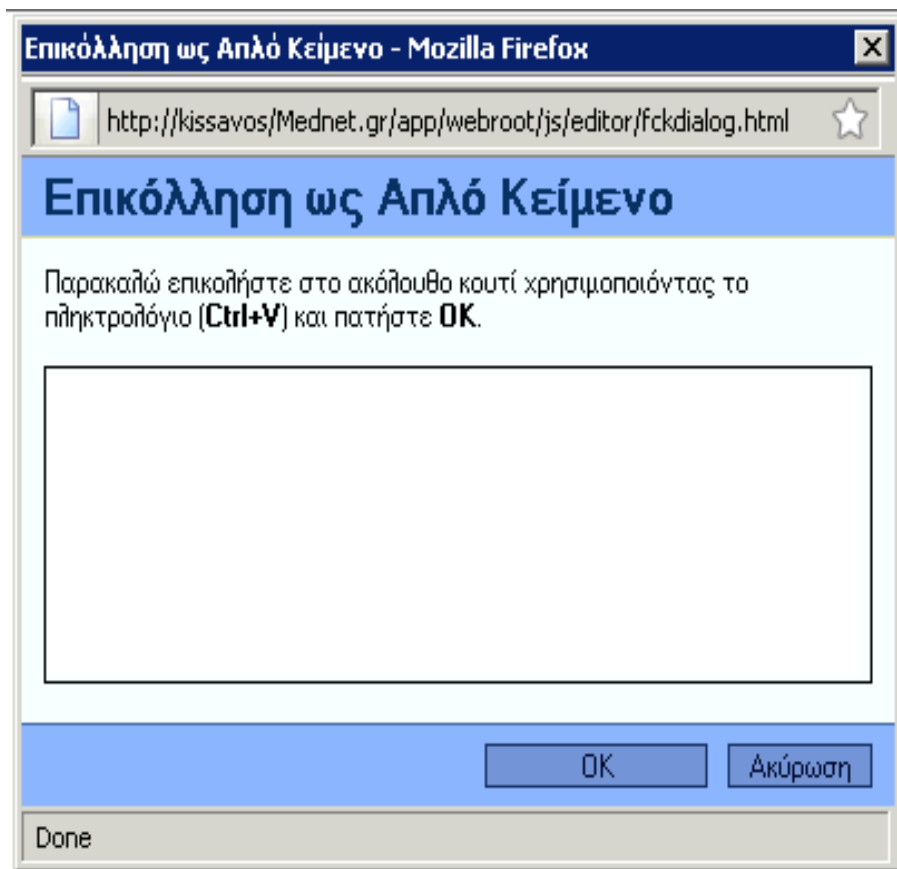 Επικόλληση ως Απλό Κείμενο - Mozilla Firefox
http://kissavos/Mednet.gr/app/webroot/js/editor/fckdialog.html
Επικόλληση ως Απλό Κείμενο
Παρακαλώ επικολήστε στο ακόλουθο κουτί χρησιμοποιόντας το
πληκτρολόγιο (Ctrl+V) και πατήστε OK.
OK Ακύρωση
Done